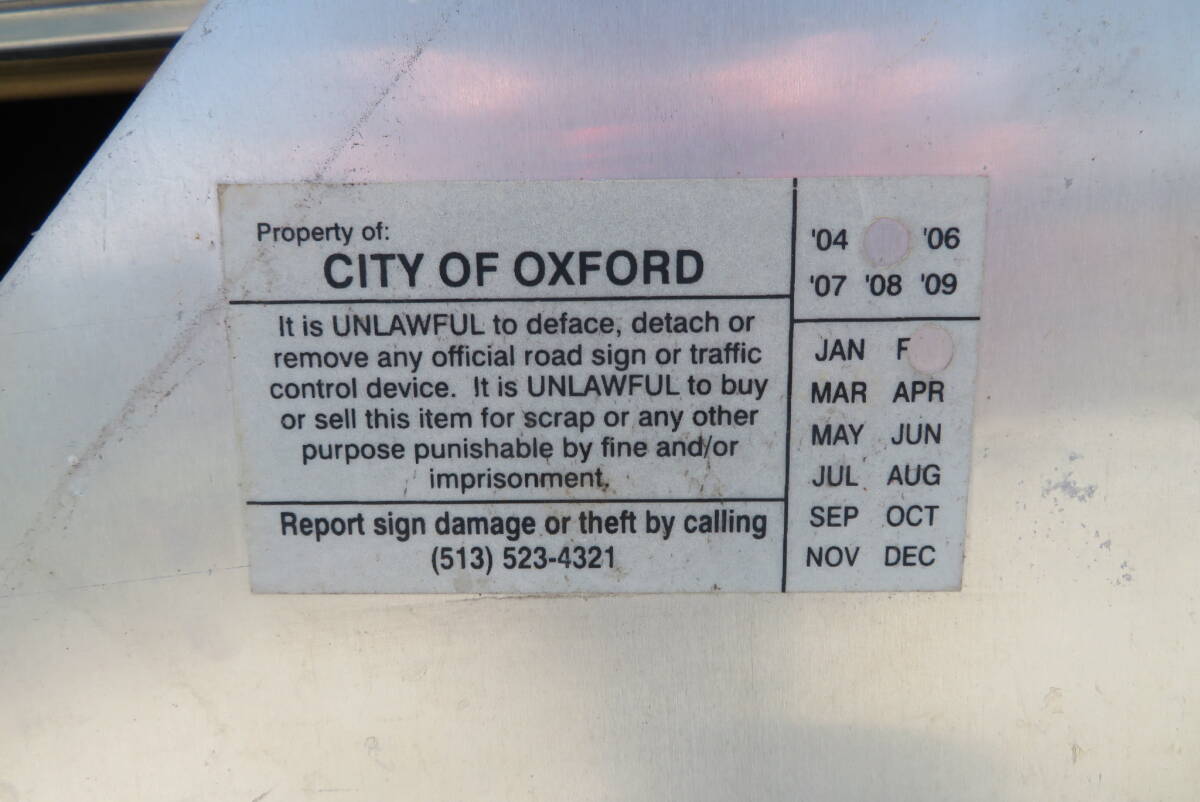 Property of:
CITY OF OXFORD
It is UNLAWFUL to deface, detach or
remove any official road sign or traffic
control device. It is UNLAWFUL to buy
or sell this item for scrap or any other
purpose punishable by fine and/or
imprisonment.
Report sign damage or theft by calling
(513) 523-4321
'04 '06
'07 '08 '09
JAN F
MAR APR
MAY JUN
JUL AUG
SEP OCT
NOV DEC